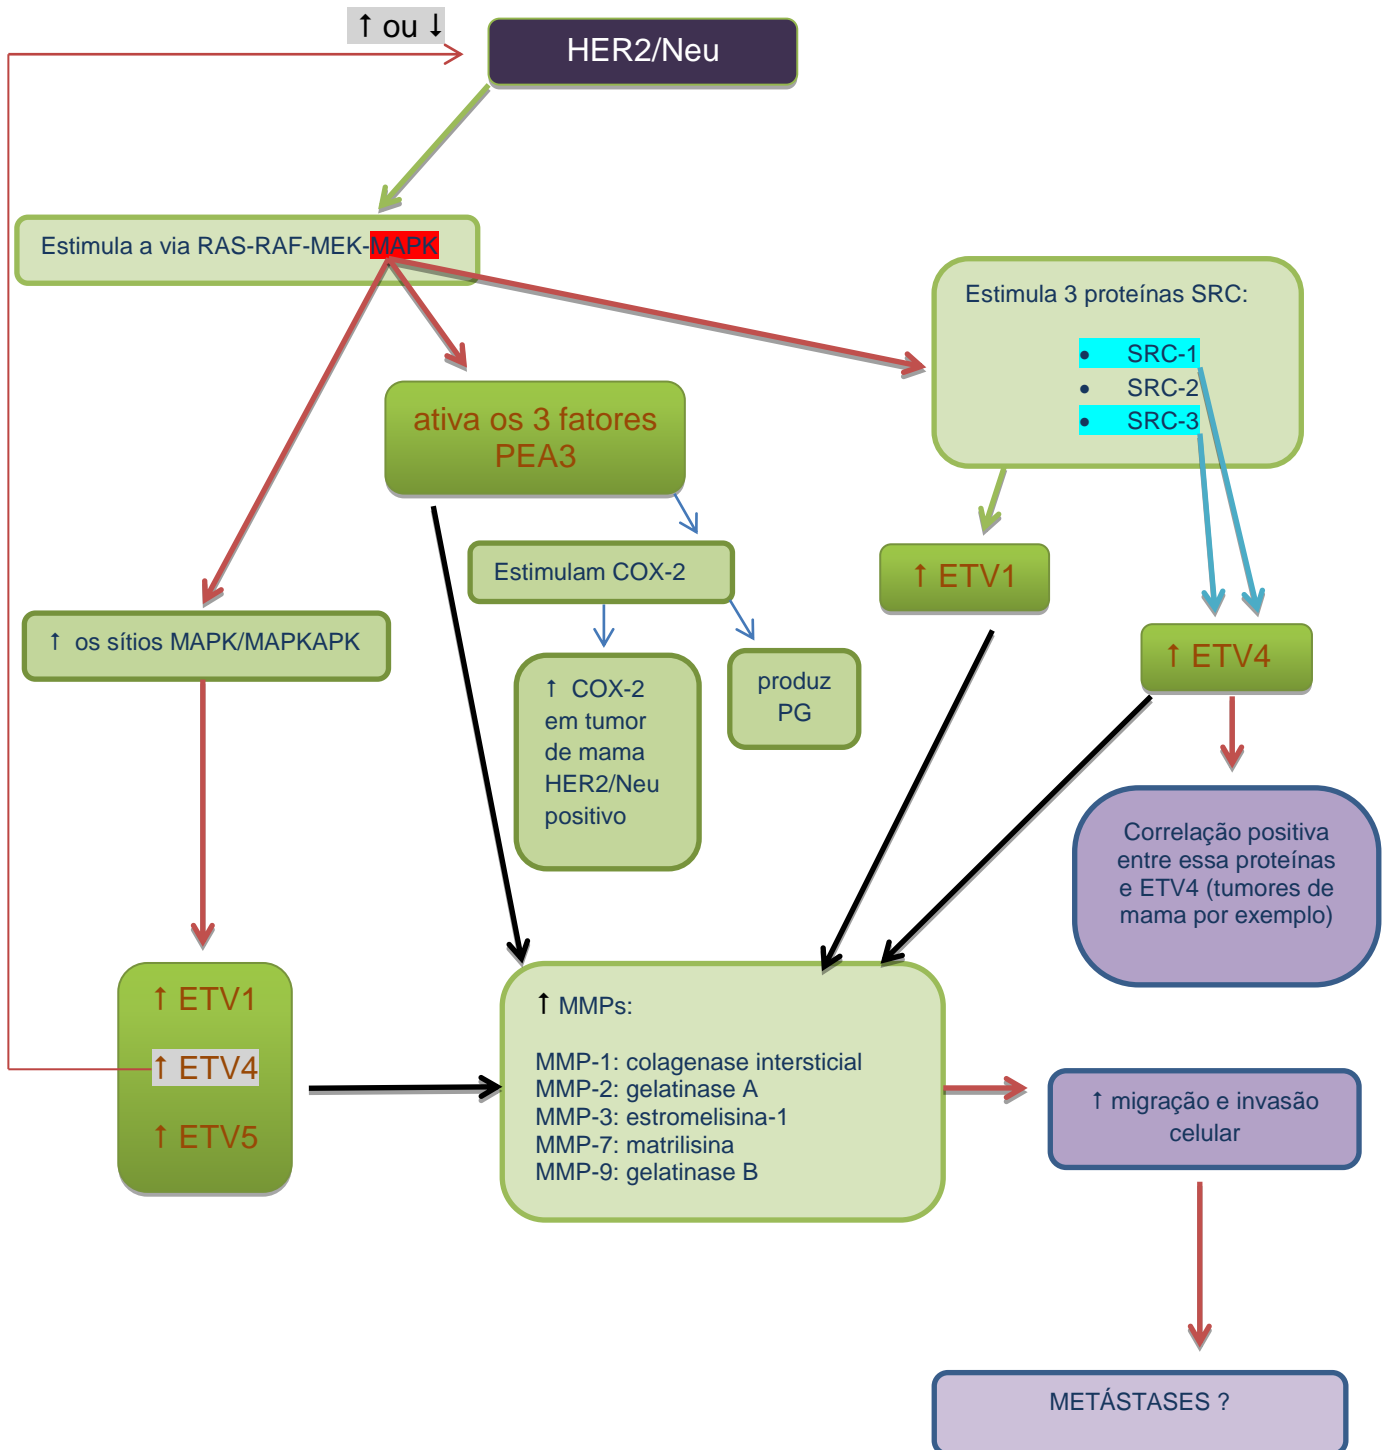 ↑ ou ↓
HER2/Neu
Estimula a via RAS-RAF-MEK-MAPK
Estimula 3 proteínas SRC:
• SRC-1
• SRC-2
• SRC-3
ativa os 3 fatores
PEA3
Estimulam COX-2
↑ ETV1
↑ os sítios MAPK/MAPKAPK
↑ ETV4
↑ COX-2
em tumor
de mama
HER2/Neu
positivo
produz
PG
Correlação positiva
entre essa proteínas
e ETV4 (tumores de
mama por exemplo)
↑ ETV1
↑ ETV4
↑ ETV5
↑ MMPs:
MMP-1: colagenase intersticial
MMP-2: gelatinase A
MMP-3: estromelisina-1
MMP-7: matrilisina
MMP-9: gelatinase B
↑ migração e invasão
celular
METÁSTASES ?